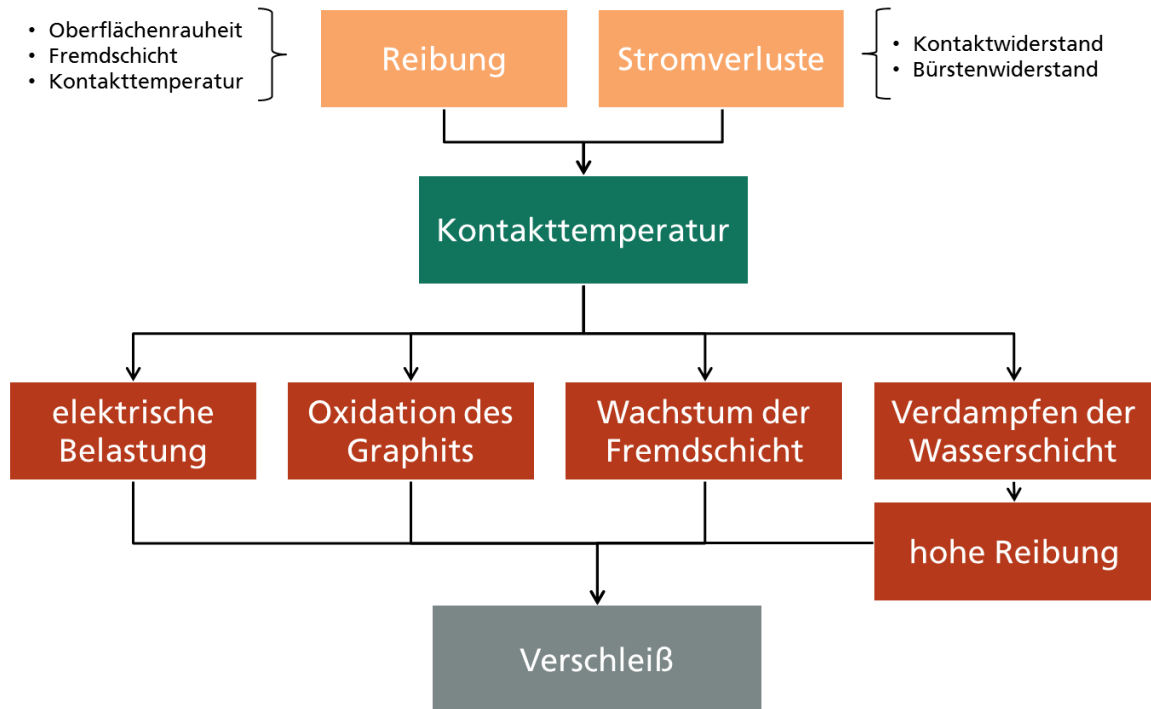 • Oberflächenrauheit
• Fremdschicht
• Kontakttemperatur
Reibung
Stromverluste
• Kontaktwiderstand
• Bürstenwiderstand
Kontakttemperatur
elektrische
Belastung
Oxidation des
Graphits
Wachstum der
Fremdschicht
Verdampfen der
Wasserschicht
hohe Reibung
Verschleiß